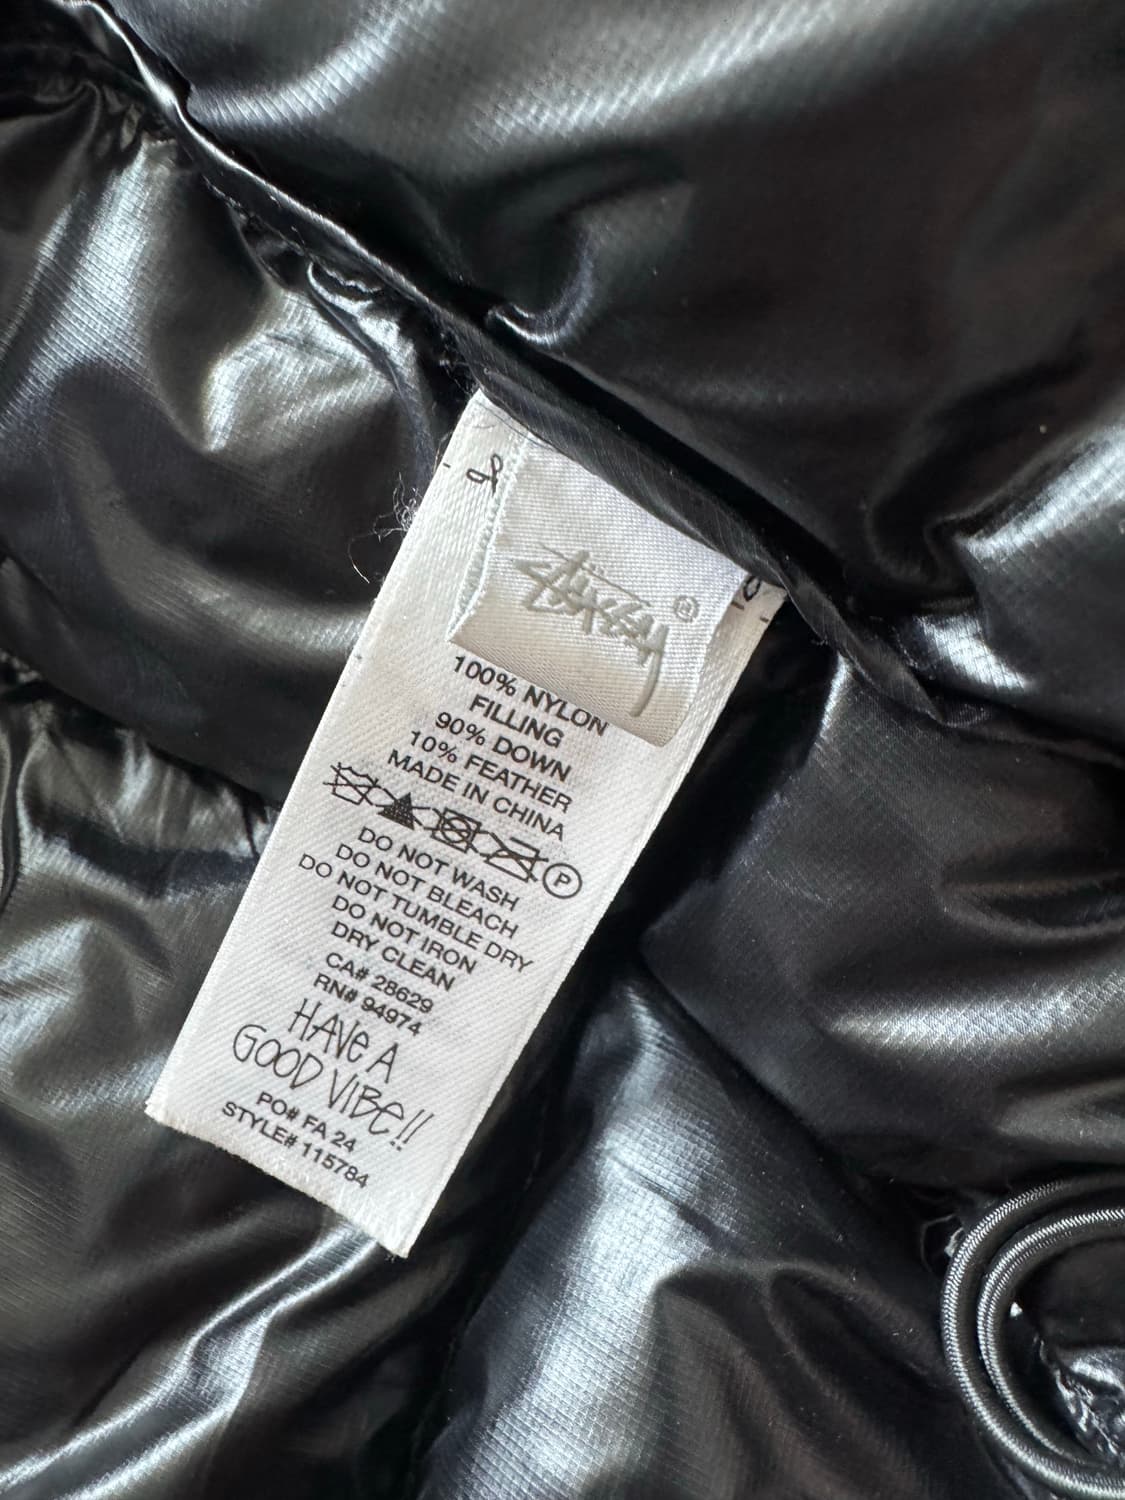 Stüssy ®
100% NYLON
FILLING
90% DOWN
10% FEATHER
MADE IN CHINA
P
DO NOT WASH
DO NOT BLEACH
DO NOT TUMBLE DRY
DO NOT IRON
DRY CLEAN
CA# 28629
RN# 94974
HAVE A
GOOD VIBE!!
PO# FA 24
STYLE# 115784